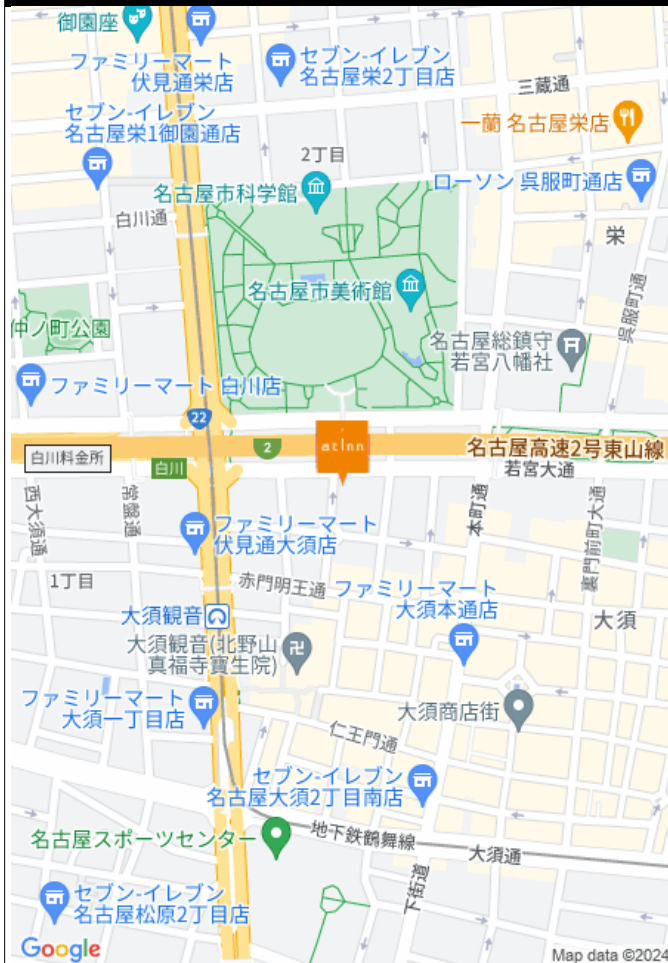 御園座
ファミリーマート
伏見通栄店
セブン-イレブン
名古屋栄2丁目店
三蔵通
セブン-イレブン
名古屋栄1御園通店
一蘭 名古屋栄店
2丁目
名古屋市科学館
ローソン 呉服町通店
白川通
栄
名古屋市美術館
呉服町通
仲ノ町公園
名古屋総鎮守
若宮八幡社
ファミリーマート 白川店
22
2
at inn
名古屋高速2号東山線
白川料金所
白川
若宮大通
西大須通
常盤通
本町通
裏門前町大通
ファミリーマート
伏見通大須店
1丁目
赤門明王通
ファミリーマート
大須本通店
大須観音
大須
大須観音(北野山
真福寺寶生院)
ファミリーマート
大須一丁目店
大須商店街
仁王門通
セブン-イレブン
名古屋大須2丁目南店
名古屋スポーツセンター
地下鉄鶴舞線
大須通
下街道
セブン-イレブン
名古屋松原2丁目店
Google
Map data ©2024